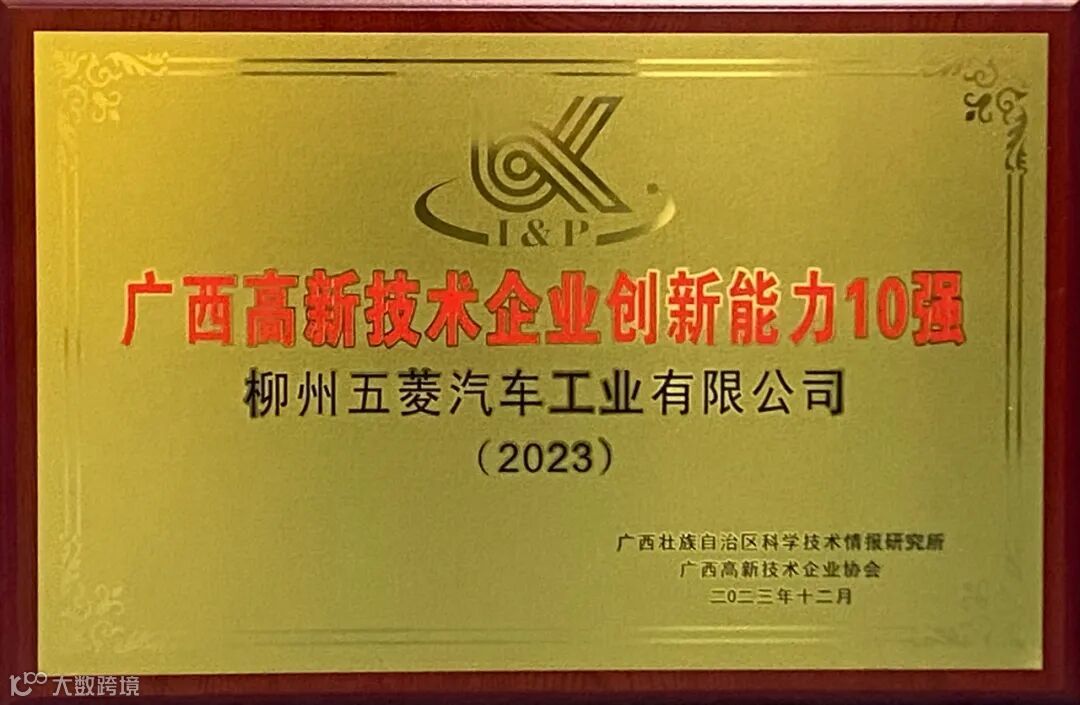 I&P
广西高新技术企业创新能力10强
柳州五菱汽车工业有限公司
（2023）
广西壮族自治区科学技术情报研究所
广西高新技术企业协会
二〇二三年十二月
大数跨境